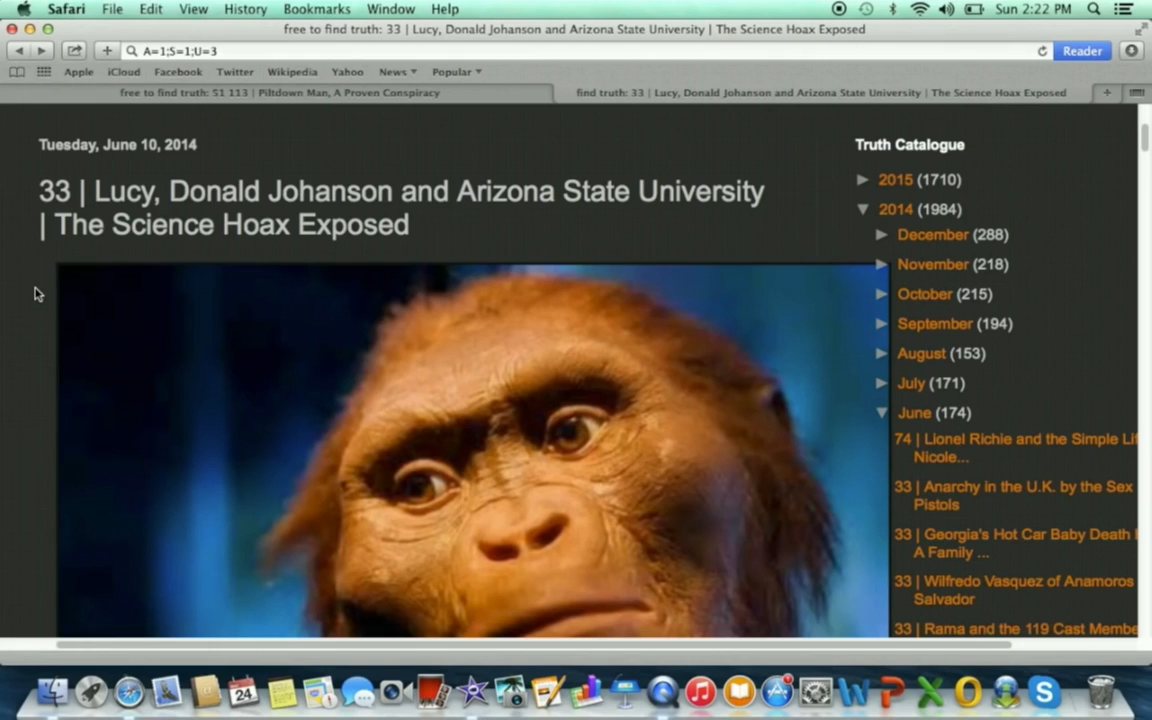 Safari File Edit View History Bookmarks Window Help Sun 2:22 PM
free to find truth: 33 | Lucy, Donald Johanson and Arizona State University | The Science Hoax Exposed
A=1;S=1;U=3 Reader
Apple iCloud Facebook Twitter Wikipedia Yahoo News Popular
free to find truth: 51 113 | Piltdown Man, A Proven Conspiracy find truth: 33 | Lucy, Donald Johanson and Arizona State University | The Science Hoax Exposed
Tuesday, June 10, 2014
33 | Lucy, Donald Johanson and Arizona State University
| The Science Hoax Exposed
Truth Catalogue
2015 (1710)
2014 (1984)
December (288)
November (218)
October (215)
September (194)
August (153)
July (171)
June (174)
74 | Lionel Richie and the Simple
Nicole...
33 | Anarchy in the U.K. by the Sex
Pistols
33 | Georgia's Hot Car Baby Death
A Family ...
33 | Wilfredo Vasquez of Anamoros
Salvador
33 | Rama and the 119 Cast
24